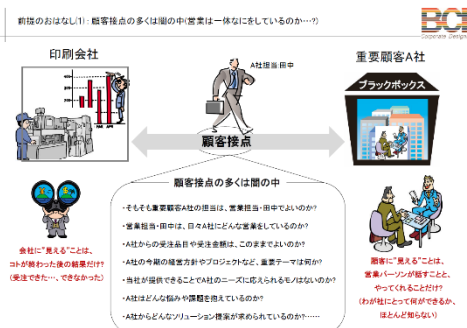 前提のおはなし(1)：顧客接点の多くは闇の中(営業は一体なにをしているのか…?)
BCI
Corporate Design
印刷会社
A社担当:田中
重要顧客A社
ブラックボックス
顧客接点
顧客接点の多くは闇の中
・そもそも重要顧客A社の担当は、営業担当・田中でよいのか?
・営業担当・田中は、日々A社にどんな営業をしているのか?
・A社からの受注品目や受注金額は、このままでよいのか?
・A社の今期の経営方針やプロジェクトなど、重要テーマは何か?
・当社が提供できることでA社のニーズに応えられるモノはないのか?
・A社はどんな悩みや課題を抱えているのか?
・A社からどんなソリューション提案が求められているのか?……
会社に"見える"ことは、
コトが終わった後の結果だけ?
(受注できた…、できなかった)
顧客に"見える"ことは、
営業パーソンが話すことと、
やってくれることだけ?
(わが社にとって何ができるか、
ほとんど知らない)